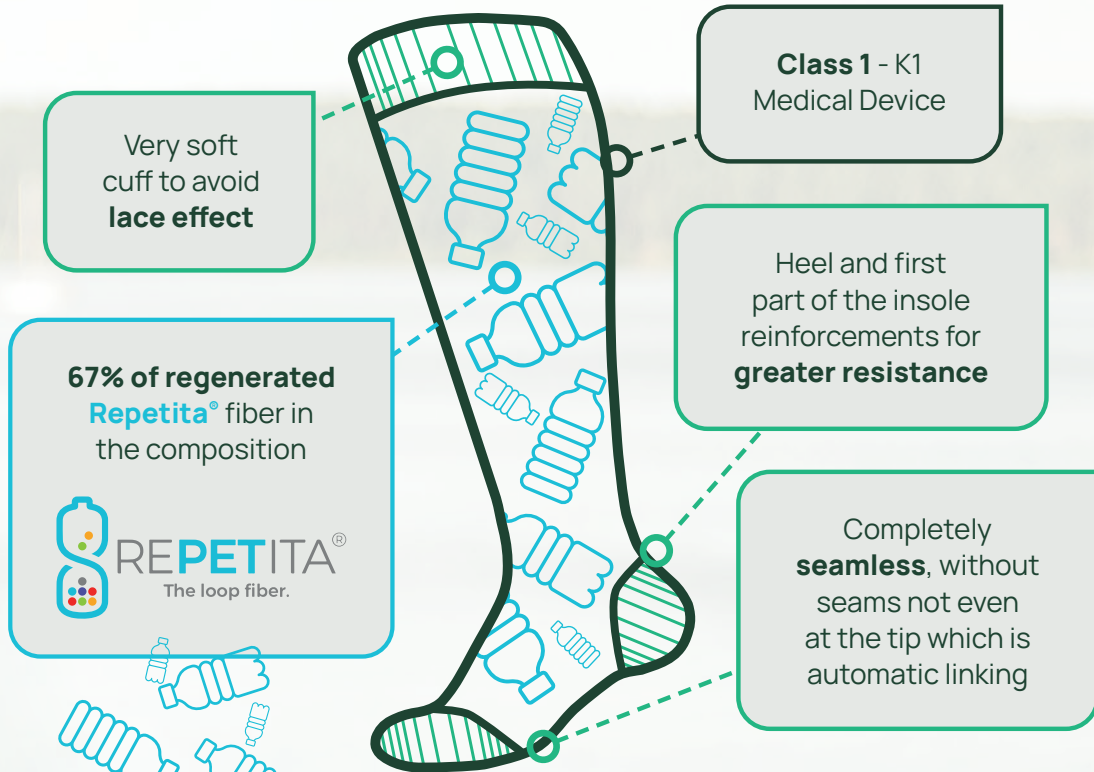 Class 1 - K1
Medical Device
Very soft
cuff to avoid
lace effect
Heel and first
part of the insole
reinforcements for
greater resistance
67% of regenerated
Repetita® fiber in
the composition
REPETITA®
The loop fiber.
Completely
seamless, without
seams not even
at the tip which is
automatic linking